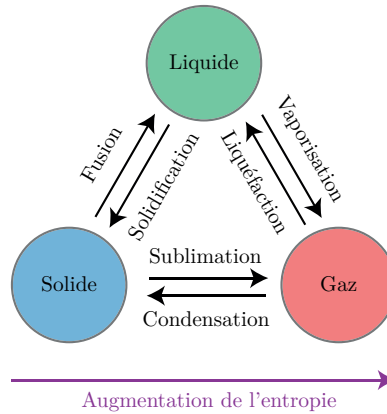 Liquide
Fusion
Solidification
Liquéfaction
Vaporisation
Solide
Sublimation
Condensation
Gaz
Augmentation de l'entropie